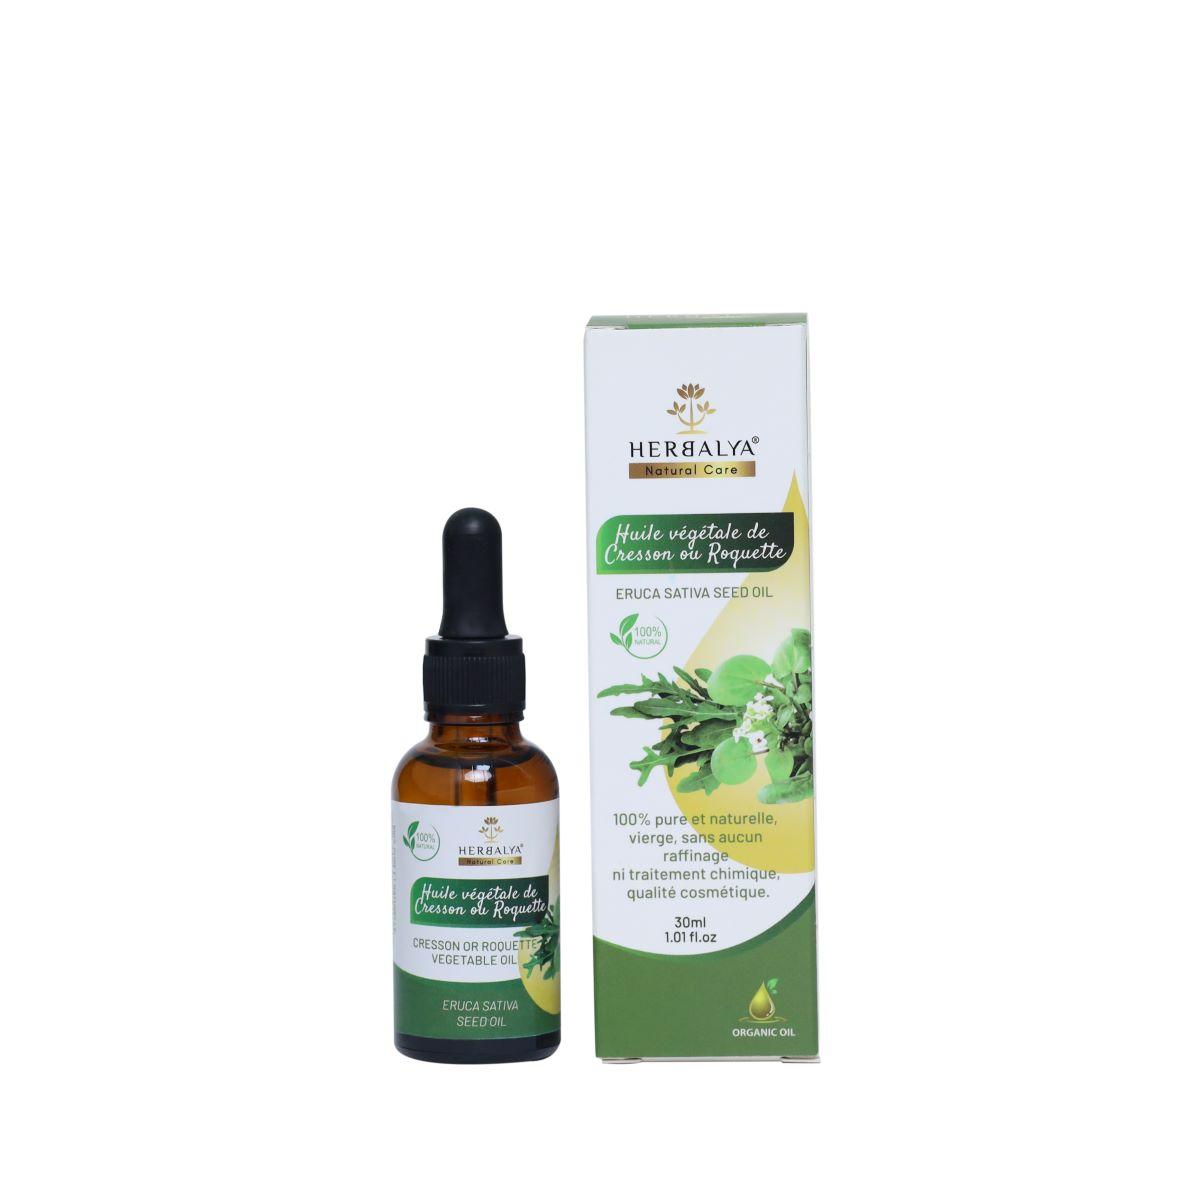 HERBALYA®
Natural Care
Huile végétale de
Cresson ou Roquette
ERUCA SATIVA SEED OIL
100%
NATURAL
100% pure et naturelle,
vierge, sans aucun
raffinage
ni traitement chimique,
qualité cosmétique.
30ml
1.01 fl.oz
ORGANIC OIL
100%
NATURAL
HERBALYA®
Natural Care
Huile végétale de
Cresson ou Roquette
CRESSON OR ROQUETTE
VEGETABLE OIL
ERUCA SATIVA
SEED OIL